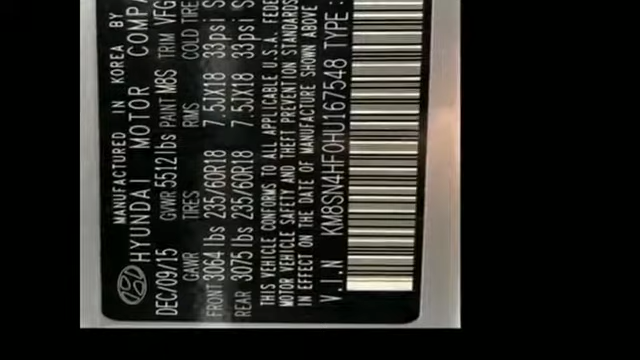 MANUFACTURED IN KOREA BY
HYUNDAI MOTOR COMPA
DEC/09/15 GVWR 5512 lbs PAINT M8S TRIM VFG
GAWR TIRES RIMS COLD TIRE
FRONT 3064 lbs 235/60R18 7.5JX18 33psi S
REAR 3075 lbs 235/60R18 7.5JX18 33psi S
THIS VEHICLE CONFORMS TO ALL APPLICABLE U.S.A. FEDE
MOTOR VEHICLE SAFETY AND THEFT PREVENTION STANDARDS
IN EFFECT ON THE DATE OF MANUFACTURE SHOWN ABOVE
V.I.N KM8SN4HF0HU167548 TYPE :